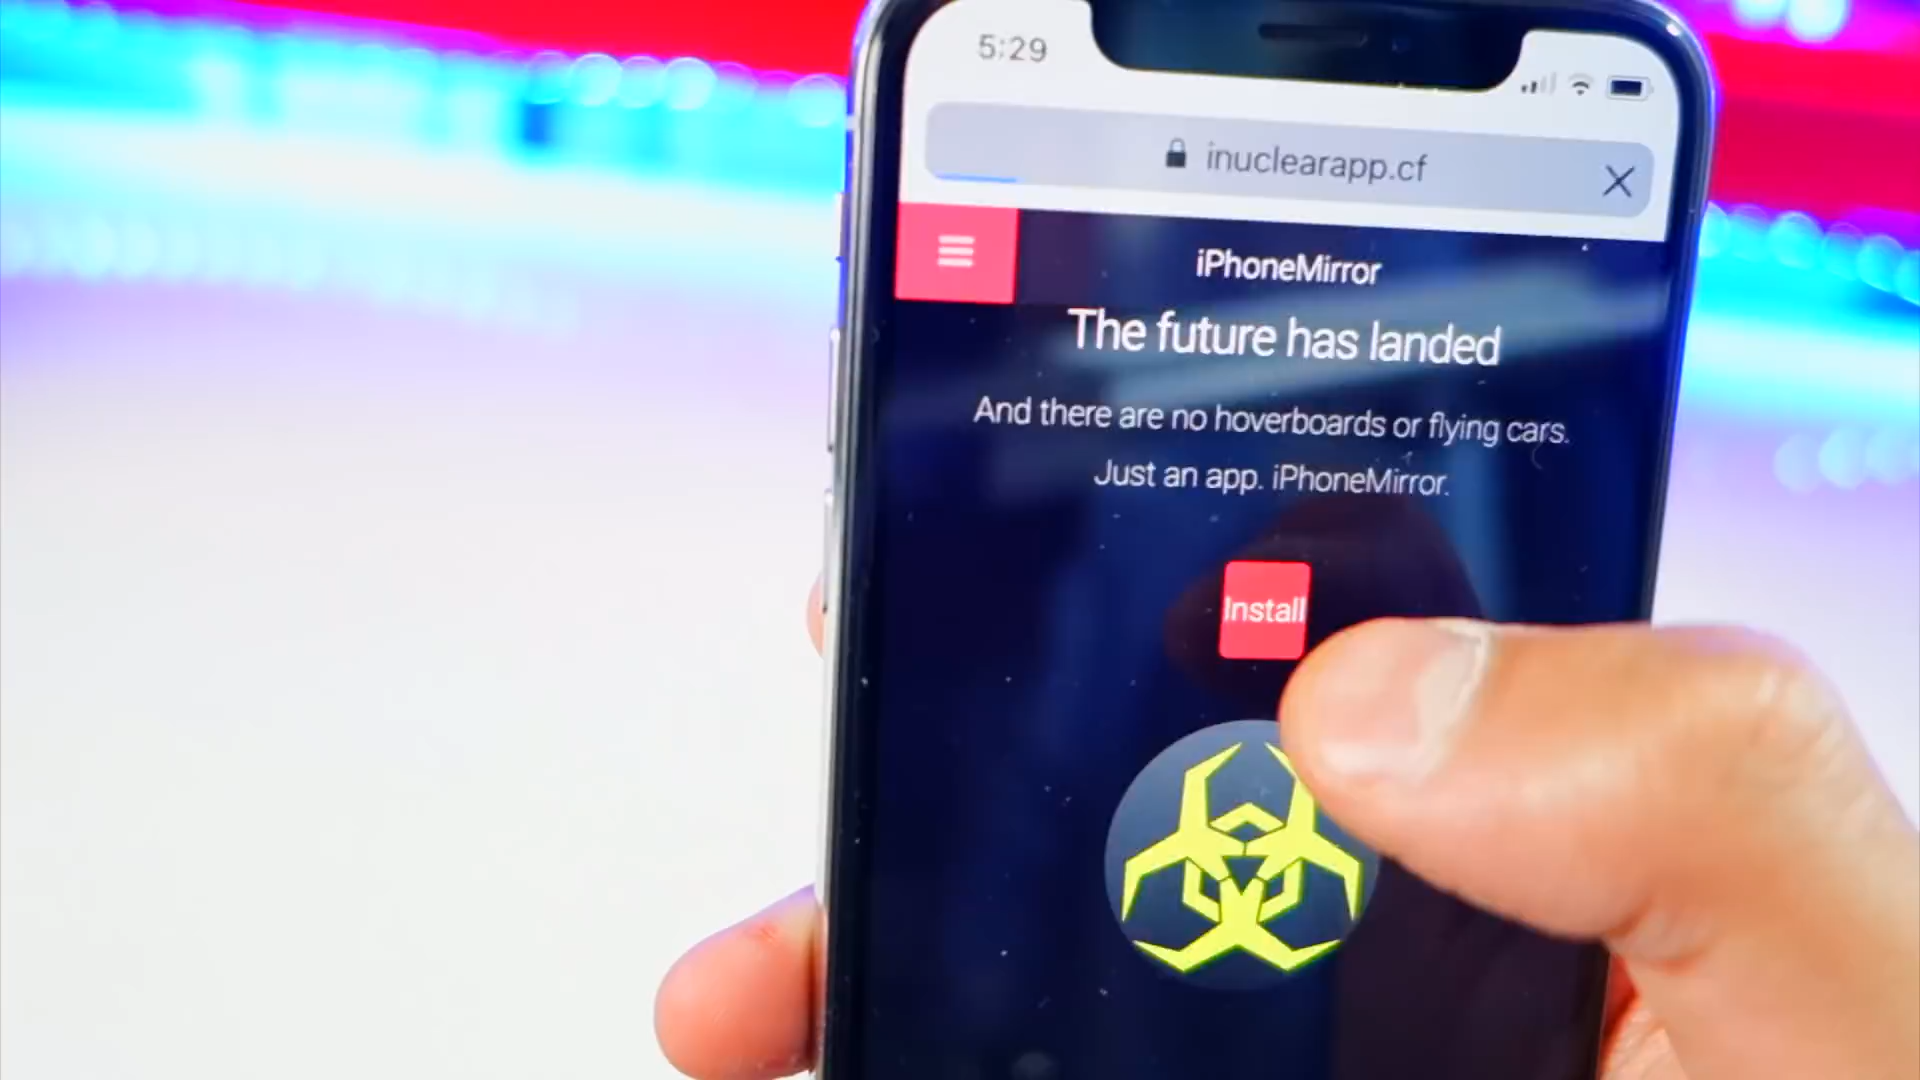 5:29
inuclearapp.cf
iPhoneMirror
The future has landed
And there are no hoverboards or flying cars.
Just an app. iPhoneMirror.
Install